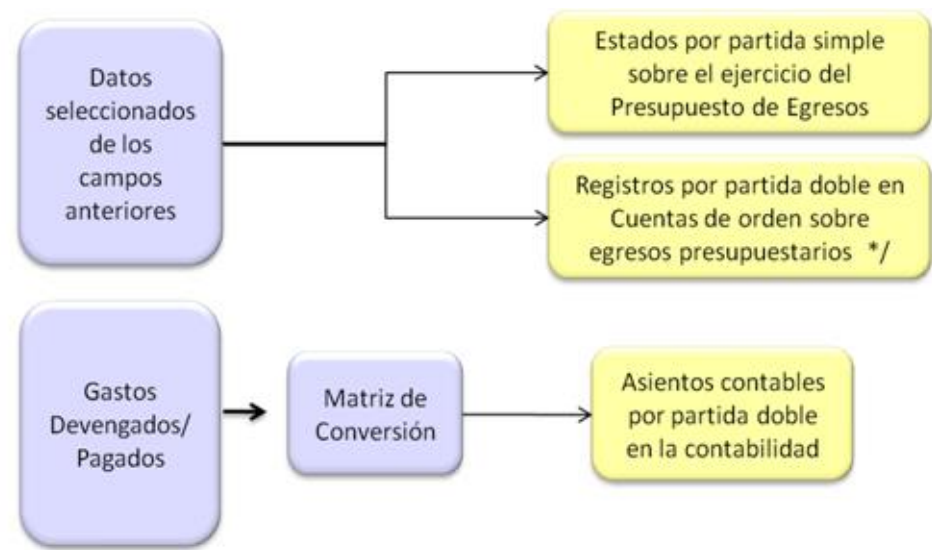 Datos
seleccionados
de los
campos
anteriores
Estados por partida simple
sobre el ejercicio del
Presupuesto de Egresos
Registros por partida doble en
Cuentas de orden sobre
egresos presupuestarios */
Gastos
Devengados/
Pagados
Matriz de
Conversión
Asientos contables
por partida doble
en la contabilidad